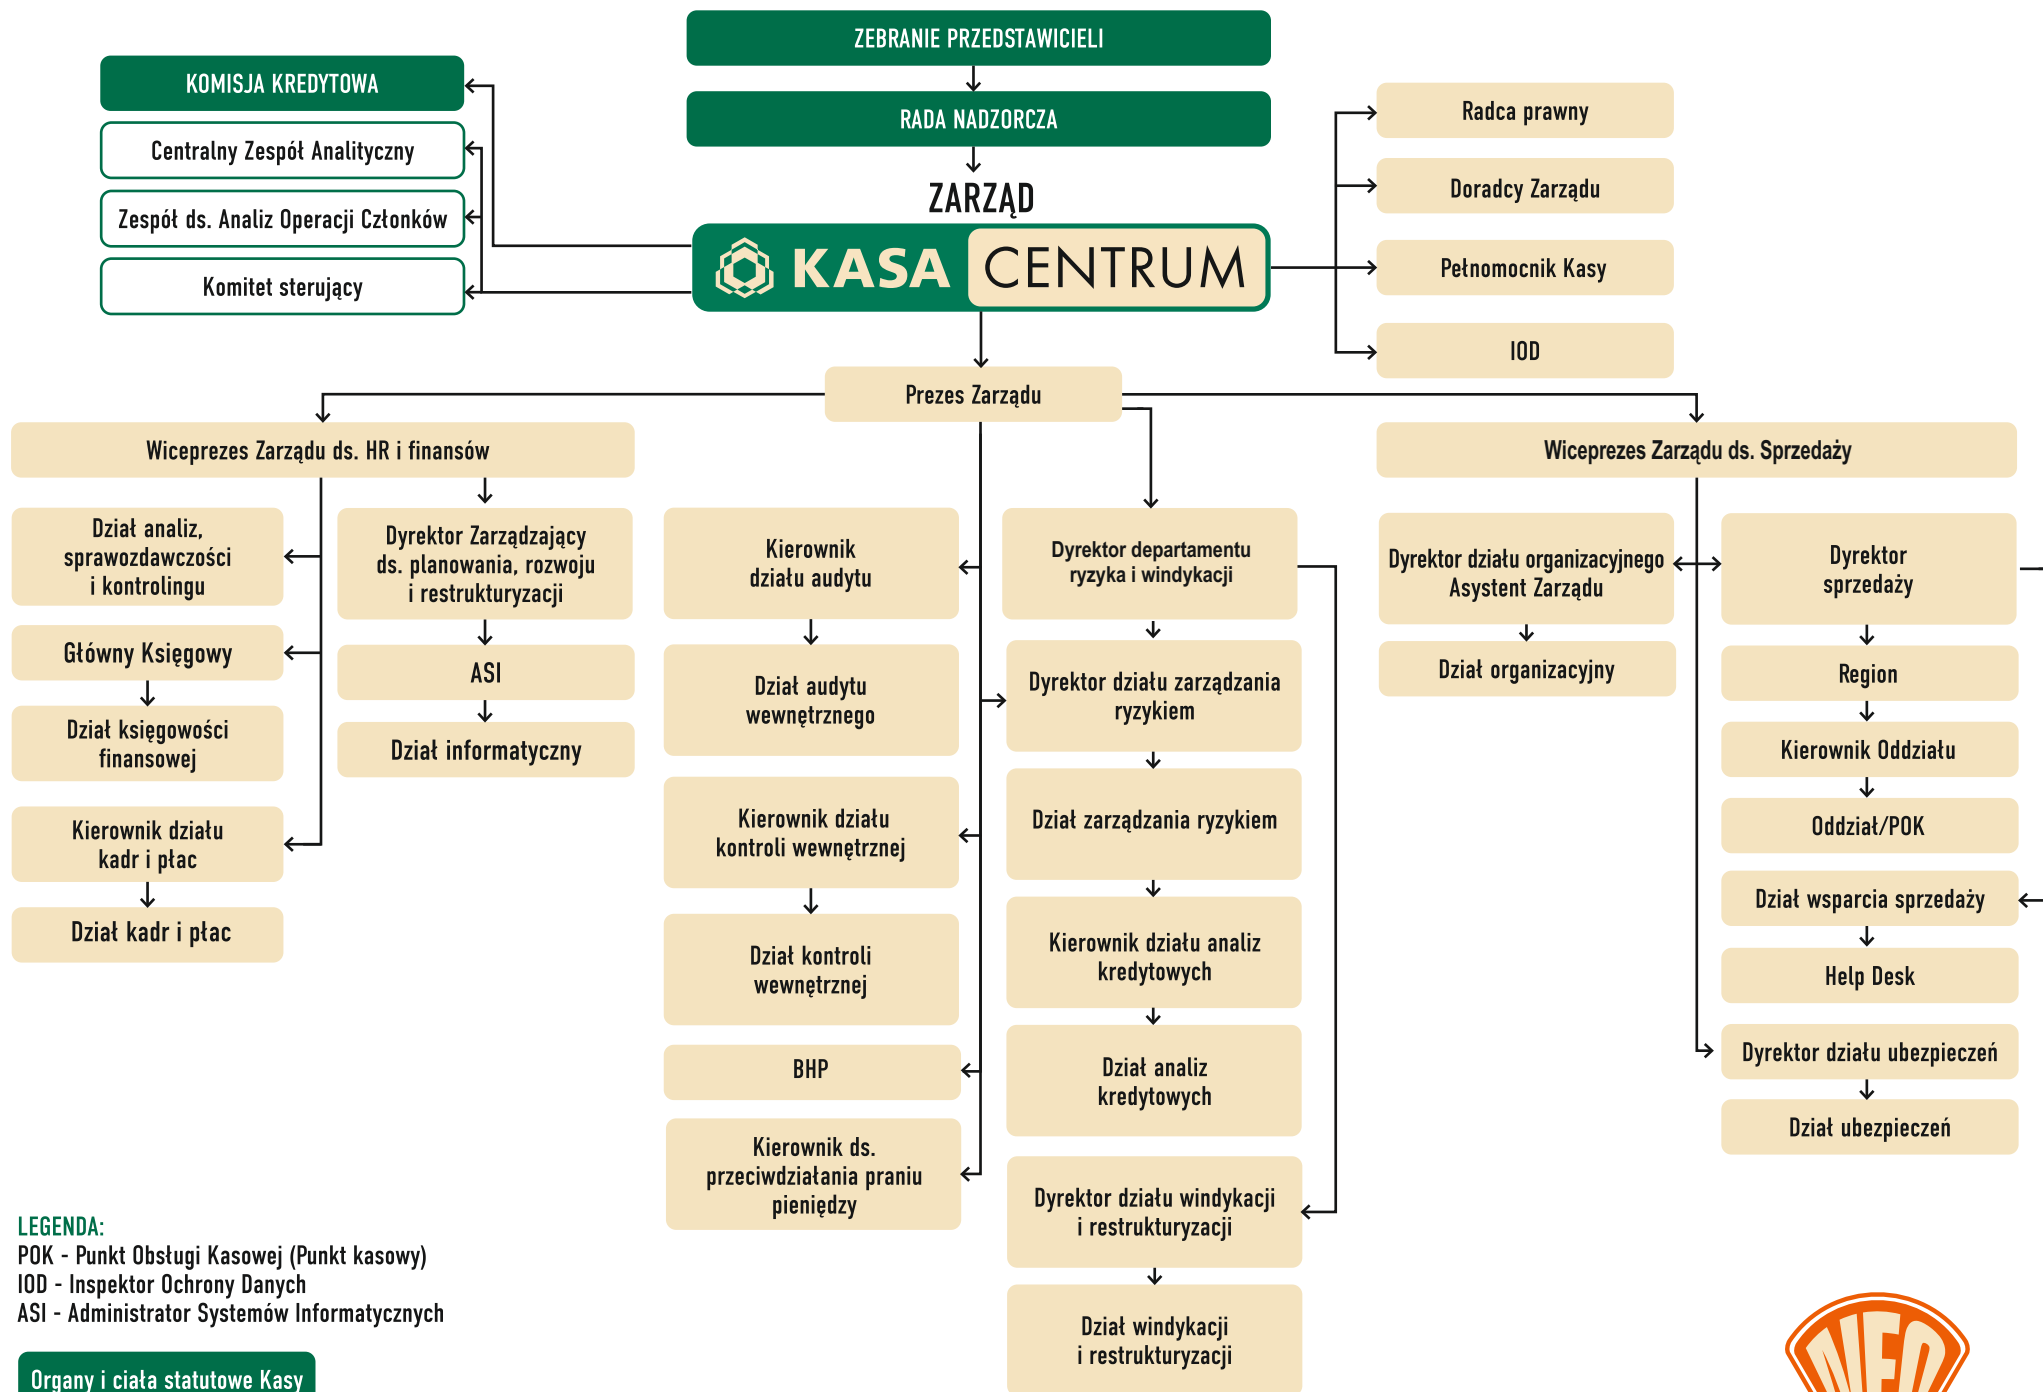 ZEBRANIE PRZEDSTAWICIELI
RADA NADZORCZA
ZARZĄD
KASA CENTRUM
KOMISJA KREDYTOWA
Centralny Zespół Analityczny
Zespół ds. Analiz Operacji Członków
Komitet sterujący
Radca prawny
Doradcy Zarządu
Pełnomocnik Kasy
IOD
Prezes Zarządu
Wiceprezes Zarządu ds. HR i finansów
Dział analiz,
sprawozdawczości
i kontrolingu
Główny Księgowy
Dział księgowości
finansowej
Kierownik działu
kadr i płac
Dział kadr i płac
Dyrektor Zarządzający
ds. planowania, rozwoju
i restrukturyzacji
ASI
Dział informatyczny
Kierownik
działu audytu
Dział audytu
wewnętrznego
Kierownik działu
kontroli wewnętrznej
Dział kontroli
wewnętrznej
BHP
Kierownik ds.
przeciwdziałania praniu
pieniędzy
Dyrektor departamentu
ryzyka i windykacji
Dyrektor działu zarządzania
ryzykiem
Dział zarządzania ryzykiem
Kierownik działu analiz
kredytowych
Dział analiz
kredytowych
Dyrektor działu windykacji
i restrukturyzacji
Dział windykacji
i restrukturyzacji
Wiceprezes Zarządu ds. Sprzedaży
Dyrektor działu organizacyjnego
Asystent Zarządu
Dział organizacyjny
Dyrektor
sprzedaży
Region
Kierownik Oddziału
Oddział/POK
Dział wsparcia sprzedaży
Help Desk
Dyrektor działu ubezpieczeń
Dział ubezpieczeń
LEGENDA:
POK - Punkt Obsługi Kasowej (Punkt kasowy)
IOD - Inspektor Ochrony Danych
ASI - Administrator Systemów Informatycznych
Organy i ciała statutowe Kasy